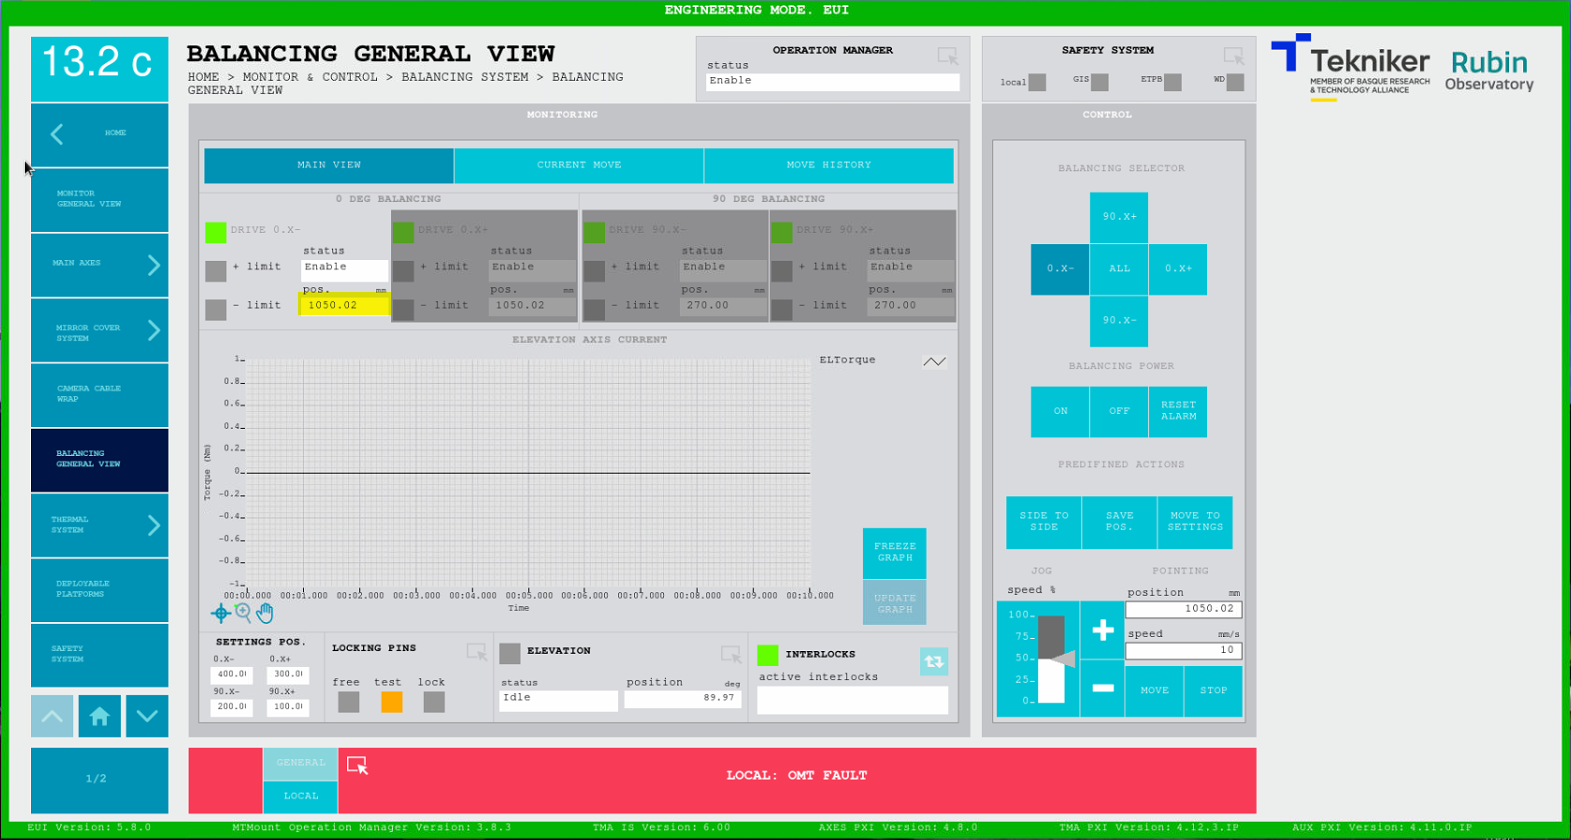 ENGINEERING MODE. EUI
13.2 c
BALANCING GENERAL VIEW
HOME > MONITOR & CONTROL > BALANCING SYSTEM > BALANCING
GENERAL VIEW
OPERATION MANAGER
status
Enable
SAFETY SYSTEM
local GIS ETPB WD
Tekniker
MEMBER OF BASQUE RESEARCH
& TECHNOLOGY ALLIANCE
Rubin
Observatory
HOME
MONITOR
GENERAL VIEW
MAIN AXES
MIRROR COVER
SYSTEM
CAMERA CABLE
WRAP
BALANCING
GENERAL VIEW
THERMAL
SYSTEM
DEPLOYABLE
PLATFORMS
SAFETY
SYSTEM
1/2
MONITORING
MAIN VIEW CURRENT MOVE MOVE HISTORY
0 DEG BALANCING 90 DEG BALANCING
DRIVE 0.X- DRIVE 0.X+ DRIVE 90.X- DRIVE 90.X+
status status status status
+ limit Enable + limit Enable + limit Enable + limit Enable
pos. mm pos. mm pos. mm pos. mm
- limit 1050.02 - limit 1050.02 - limit 270.00 - limit 270.00
ELEVATION AXIS CURRENT
ELTorque
1
0.8
0.6
0.4
0.2
0
-0.2
-0.4
-0.6
-0.8
-1
Torque (Nm)
00:00.000 00:01.000 00:02.000 00:03.000 00:04.000 00:05.000 00:06.000 00:07.000 00:08.000 00:09.000 00:10.000
Time
FREEZE
GRAPH
UPDATE
GRAPH
SETTINGS POS.
0.X- 0.X+
400.0 300.0
90.X- 90.X+
200.0 100.0
LOCKING PINS
free test lock
ELEVATION
status position deg
Idle 89.97
INTERLOCKS
active interlocks
CONTROL
BALANCING SELECTOR
90.X+
0.X- ALL 0.X+
90.X-
BALANCING POWER
ON OFF RESET
ALARM
PREDIFINED ACTIONS
SIDE TO
SIDE
SAVE
POS.
MOVE TO
SETTINGS
JOG POINTING
speed %
100
75
50
25
0
+
-
position mm
1050.02
speed mm/s
10
MOVE STOP
GENERAL
LOCAL
LOCAL: OMT FAULT
EUI Version: 5.8.0 MTMount Operation Manager Version: 3.8.3 TMA IS Version: 6.00 AXES PXI Version: 4.8.0 TMA PXI Version: 4.12.3.IP AUX PXI Version: 4.11.0.IP